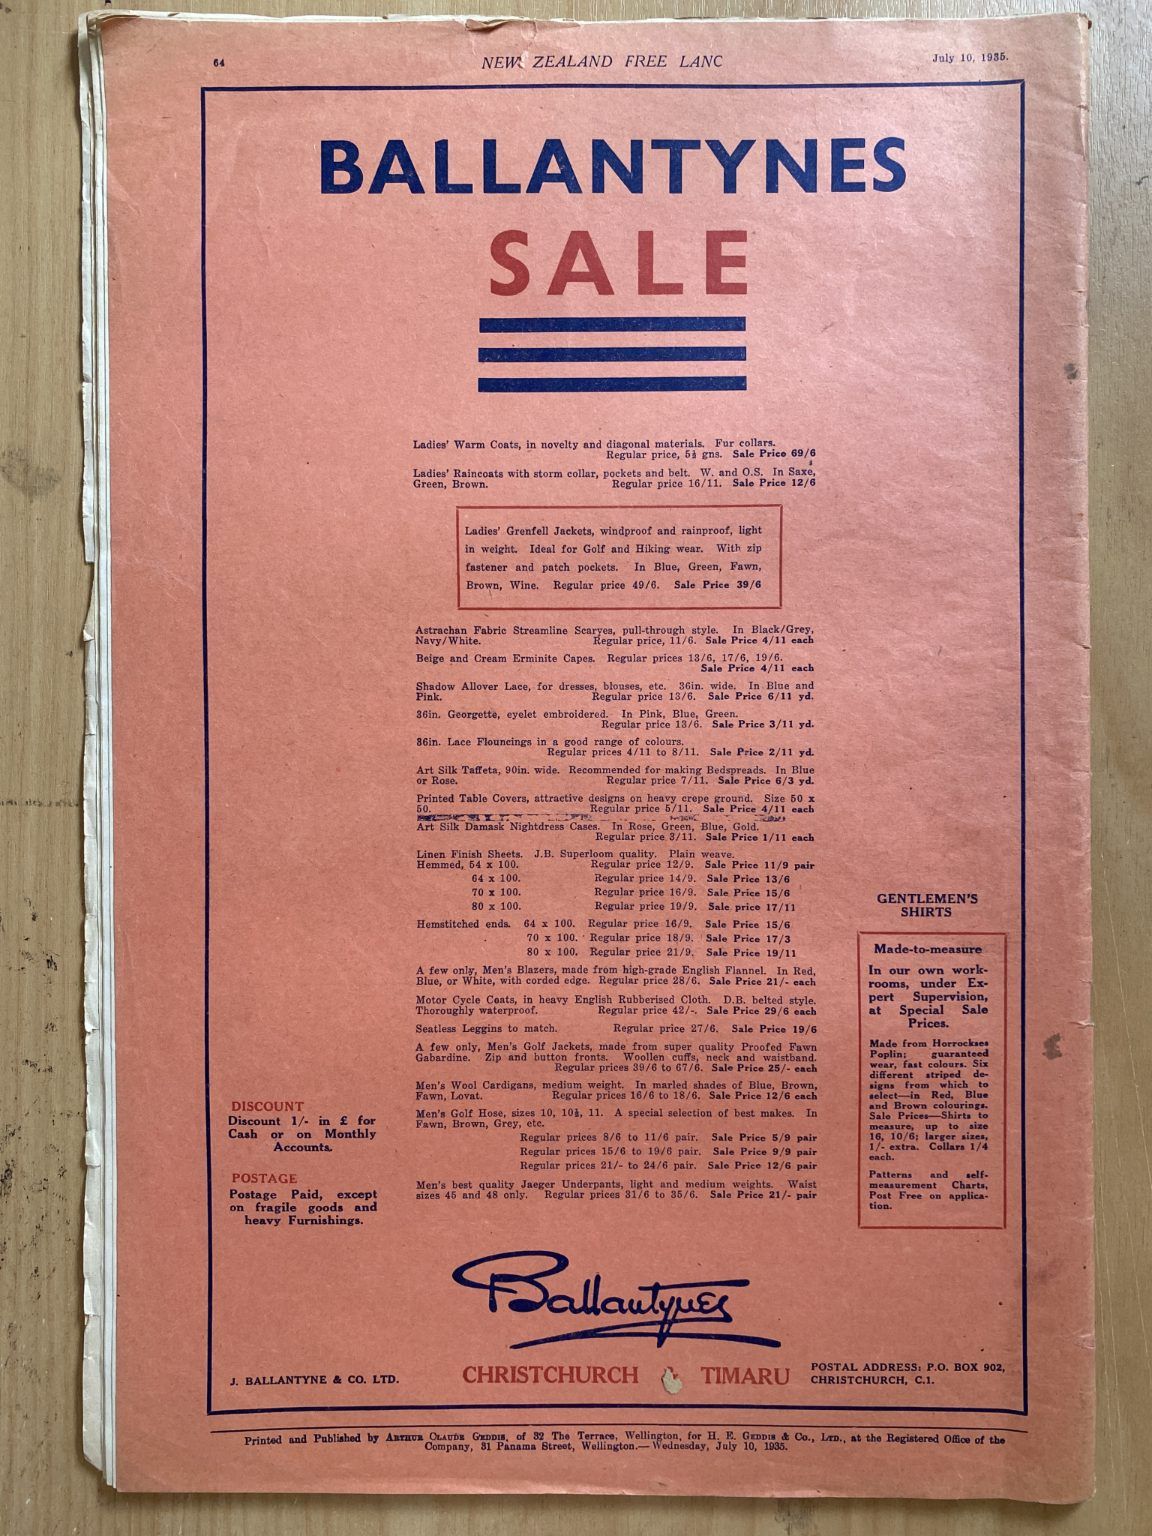 64
NEW ZEALAND FREE LANC
July 10, 1935.
BALLANTYNES
SALE
Ladies' Warm Coats, in novelty and diagonal materials. Fur collars.
Regular price, 5½ gns. Sale Price 69/6
Ladies' Raincoats with storm collar, pockets and belt. W. and O.S. In Saxe,
Green, Brown. Regular price 16/11. Sale Price 12/6
Ladies' Grenfell Jackets, windproof and rainproof, light
in weight. Ideal for Golf and Hiking wear. With zip
fastener and patch pockets. In Blue, Green, Fawn,
Brown, Wine. Regular price 49/6. Sale Price 39/6
Astrachan Fabric Streamline Scarves, pull-through style. In Black/Grey,
Navy/White. Regular price, 11/6. Sale Price 4/11 each
Beige and Cream Erminite Capes. Regular prices 13/6, 17/6, 19/6.
Sale Price 4/11 each
Shadow Allover Lace, for dresses, blouses, etc. 36in. wide. In Blue and
Pink. Regular price 13/6. Sale Price 6/11 yd.
36in. Georgette, eyelet embroidered. In Pink, Blue, Green.
Regular price 13/6. Sale Price 3/11 yd.
36in. Lace Flouncings in a good range of colours.
Regular prices 4/11 to 8/11. Sale Price 2/11 yd.
Art Silk Taffeta, 90in. wide. Recommended for making Bedspreads. In Blue
or Rose. Regular price 7/11. Sale Price 6/3 yd.
Printed Table Covers, attractive designs on heavy crepe ground. Size 50 x
50. Regular price 5/11. Sale Price 4/11 each
Art Silk Damask Nightdress Cases. In Rose, Green, Blue, Gold.
Regular price 3/11. Sale Price 1/11 each
Linen Finish Sheets. J.B. Superloom quality. Plain weave.
Hemmed, 54 x 100. Regular price 12/9. Sale Price 11/9 pair
64 x 100. Regular price 14/9. Sale Price 13/6
70 x 100. Regular price 16/9. Sale Price 15/6
80 x 100. Regular price 19/9. Sale price 17/11
Hemstitched ends. 64 x 100. Regular price 16/9. Sale Price 15/6
70 x 100. Regular price 18/9. Sale Price 17/3
80 x 100. Regular price 21/9. Sale Price 19/11
A few only, Men's Blazers, made from high-grade English Flannel. In Red,
Blue, or White, with corded edge. Regular price 28/6. Sale Price 21/- each
Motor Cycle Coats, in heavy English Rubberised Cloth. D.B. belted style.
Thoroughly waterproof. Regular price 42/-. Sale Price 29/6 each
Seatless Leggins to match. Regular price 27/6. Sale Price 19/6
A few only, Men's Golf Jackets, made from super quality Proofed Fawn
Gabardine. Zip and button fronts. Woollen cuffs, neck and waistband.
Regular prices 39/6 to 67/6. Sale Price 25/- each
Men's Wool Cardigans, medium weight. In marled shades of Blue, Brown,
Fawn, Lovat. Regular prices 16/6 to 18/6. Sale Price 12/6 each
Men's Golf Hose, sizes 10, 10½, 11. A special selection of best makes. In
Fawn, Brown, Grey, etc.
Regular prices 8/6 to 11/6 pair. Sale Price 5/9 pair
Regular prices 15/6 to 19/6 pair. Sale Price 9/9 pair
Regular prices 21/- to 24/6 pair. Sale Price 12/6 pair
Men's best quality Jaeger Underpants, light and medium weights. Waist
sizes 45 and 48 only. Regular prices 31/6 to 35/6. Sale Price 21/- pair
DISCOUNT
Discount 1/- in £ for
Cash or on Monthly
Accounts.
POSTAGE
Postage Paid, except
on fragile goods and
heavy Furnishings.
GENTLEMEN'S
SHIRTS
Made-to-measure
In our own work-
rooms, under Ex-
pert Supervision,
at Special Sale
Prices.
Made from Horrockses
Poplin; guaranteed
wear, fast colours. Six
different striped de-
signs from which to
select—in Red, Blue
and Brown colourings.
Sale Prices—Shirts to
measure, up to size
16, 10/6; larger sizes,
1/- extra. Collars 1/4
each.
Patterns and self-
measurement Charts,
Post Free on applica-
tion.
Ballantynes
J. BALLANTYNE & CO. LTD.
CHRISTCHURCH & TIMARU
POSTAL ADDRESS: P.O. BOX 902,
CHRISTCHURCH, C.1.
Printed and Published by ARTHUR CLAUDE GEDDIS, of 32 The Terrace, Wellington, for H. E. GEDDIS & Co., LTD., at the Registered Office of the
Company, 31 Panama Street, Wellington.—Wednesday, July 10, 1935.